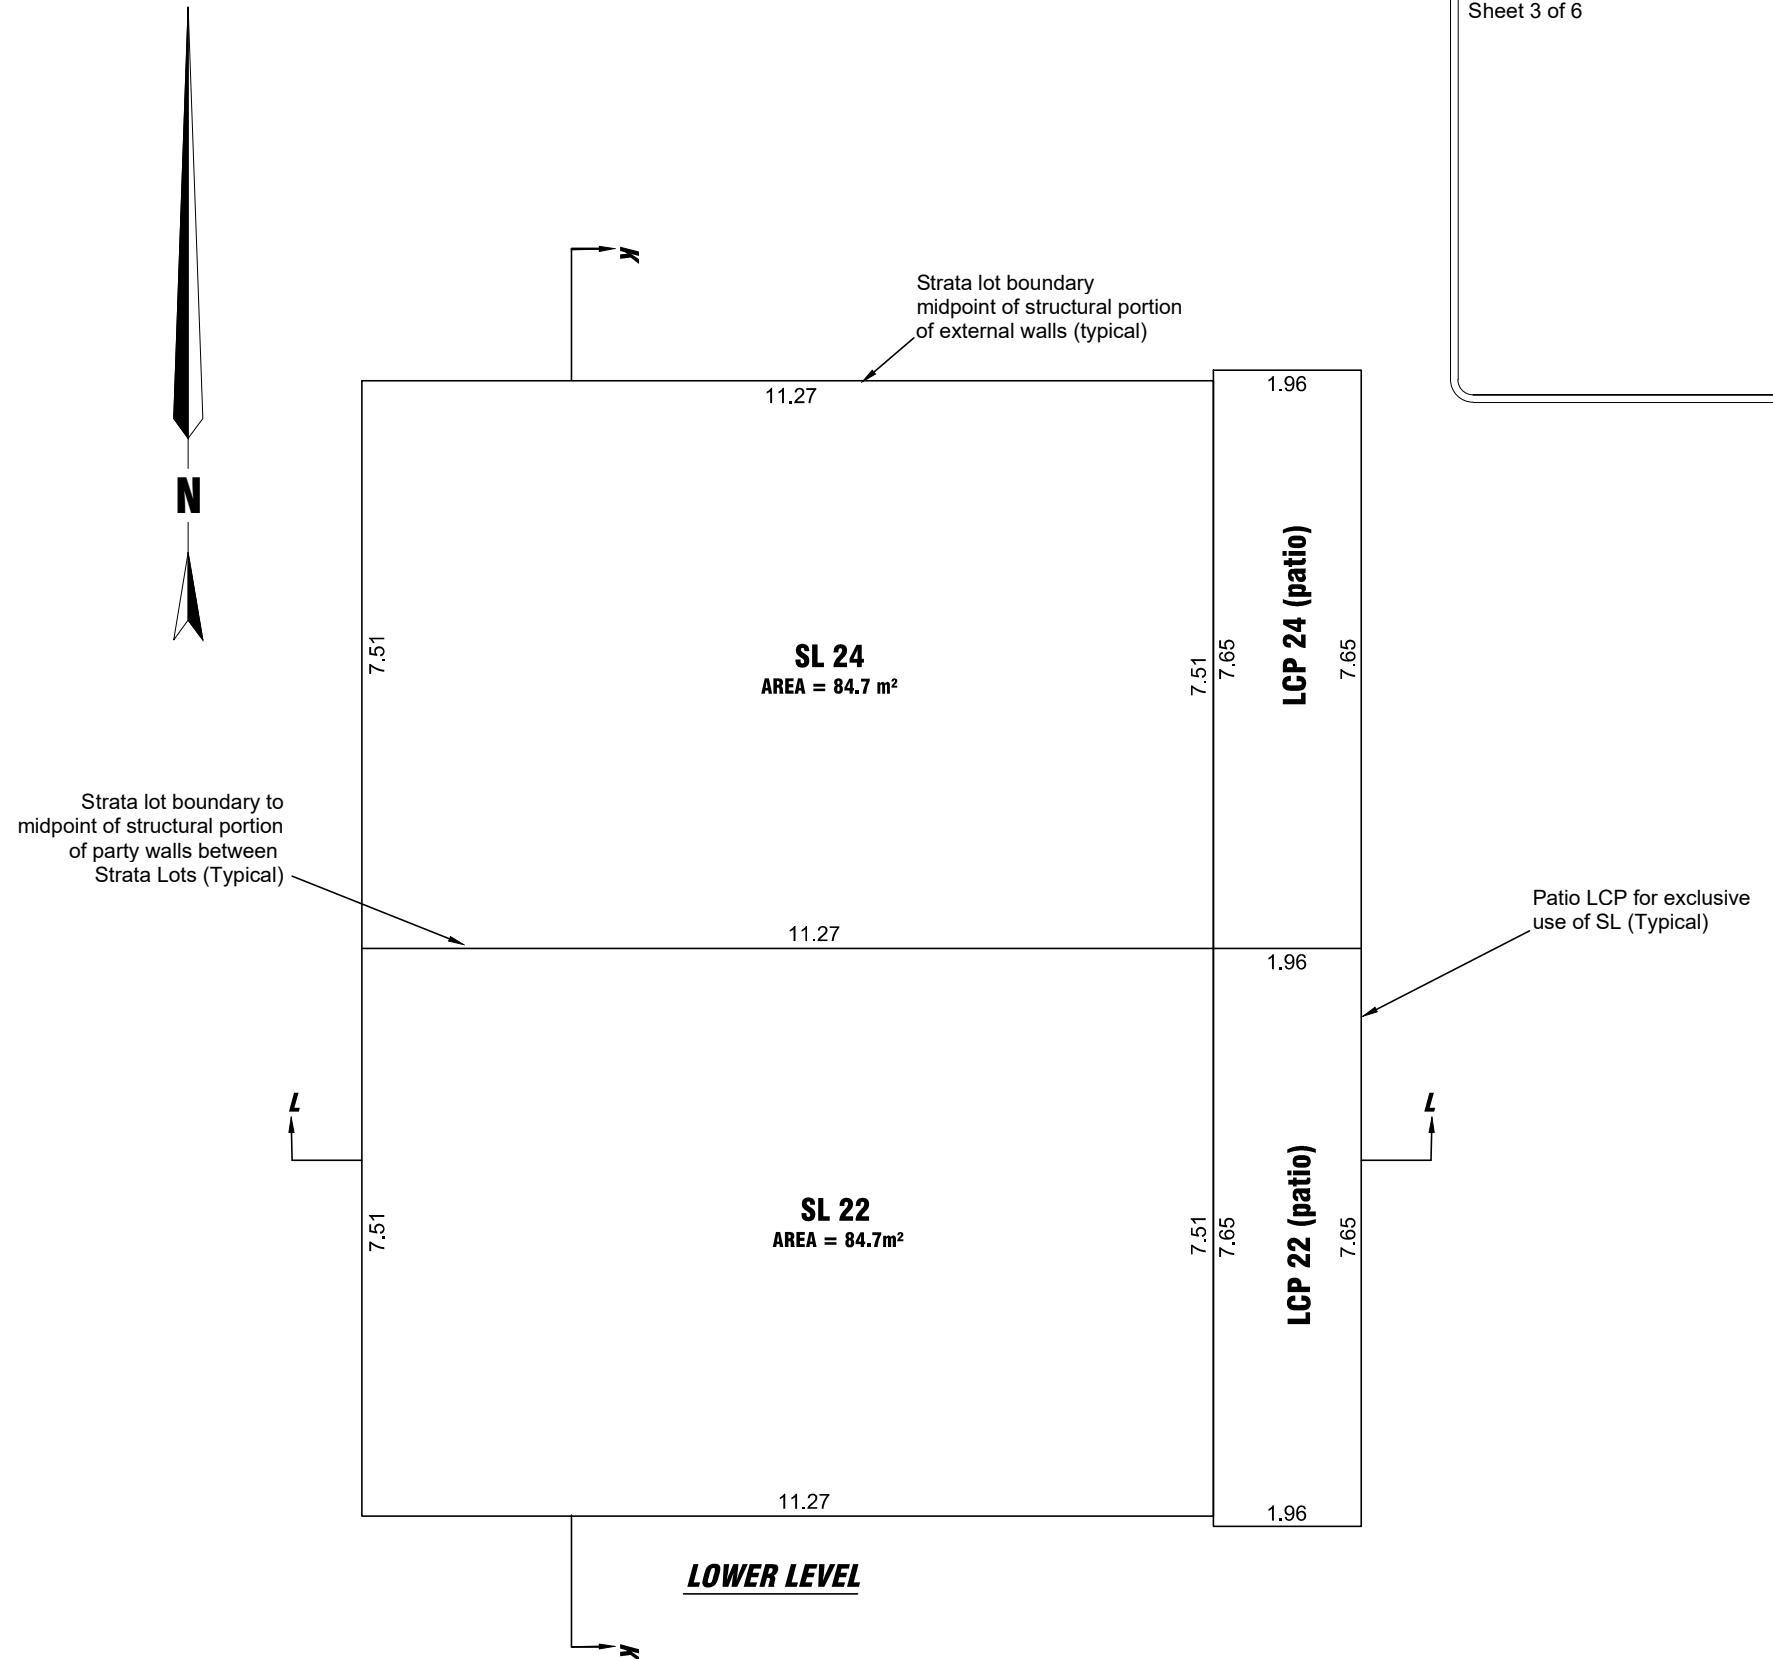 Sheet 3 of 6
K
Strata lot boundary
midpoint of structural portion
of external walls (typical)
11.27
1.96
N
7.51
SL 24
AREA = 84.7 m²
7.51
7.65
LCP 24 (patio)
7.65
Strata lot boundary to
midpoint of structural portion
of party walls between
Strata Lots (Typical)
11.27
1.96
Patio LCP for exclusive
use of SL (Typical)
L
L
7.51
SL 22
AREA = 84.7m²
7.51
7.65
LCP 22 (patio)
7.65
11.27
1.96
LOWER LEVEL
K